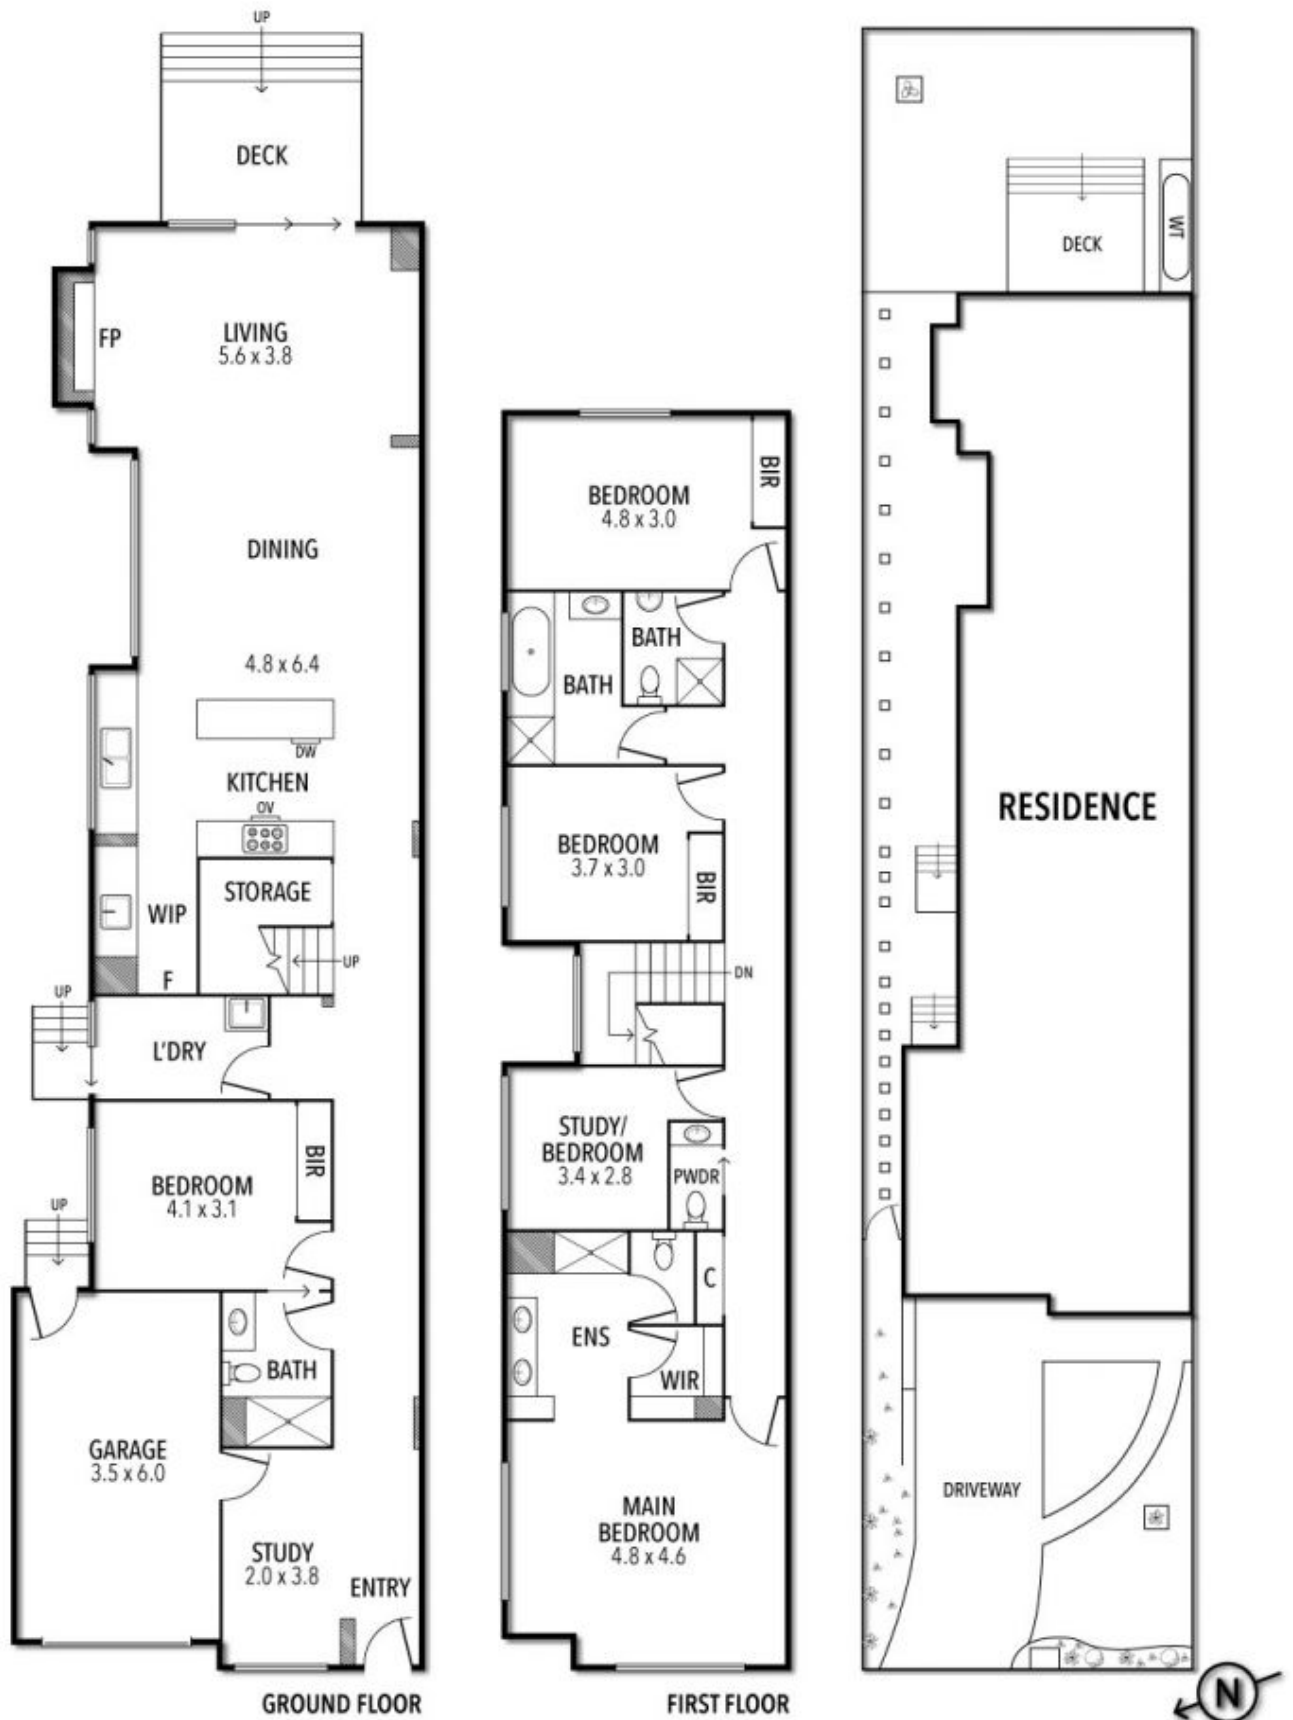 UP
DECK
FP
LIVING
5.6 x 3.8
DINING
4.8 x 6.4
DW
KITCHEN
OV
STORAGE
WIP
F
UP
UP
L'DRY
BIR
BEDROOM
4.1 x 3.1
UP
BATH
GARAGE
3.5 x 6.0
STUDY
2.0 x 3.8
ENTRY
GROUND FLOOR
BEDROOM
4.8 x 3.0
BIR
BATH
BATH
BEDROOM
3.7 x 3.0
BIR
DN
STUDY/
BEDROOM
3.4 x 2.8
PWDR
C
ENS
WIR
MAIN
BEDROOM
4.8 x 4.6
FIRST FLOOR
DECK
WT
RESIDENCE
DRIVEWAY
N